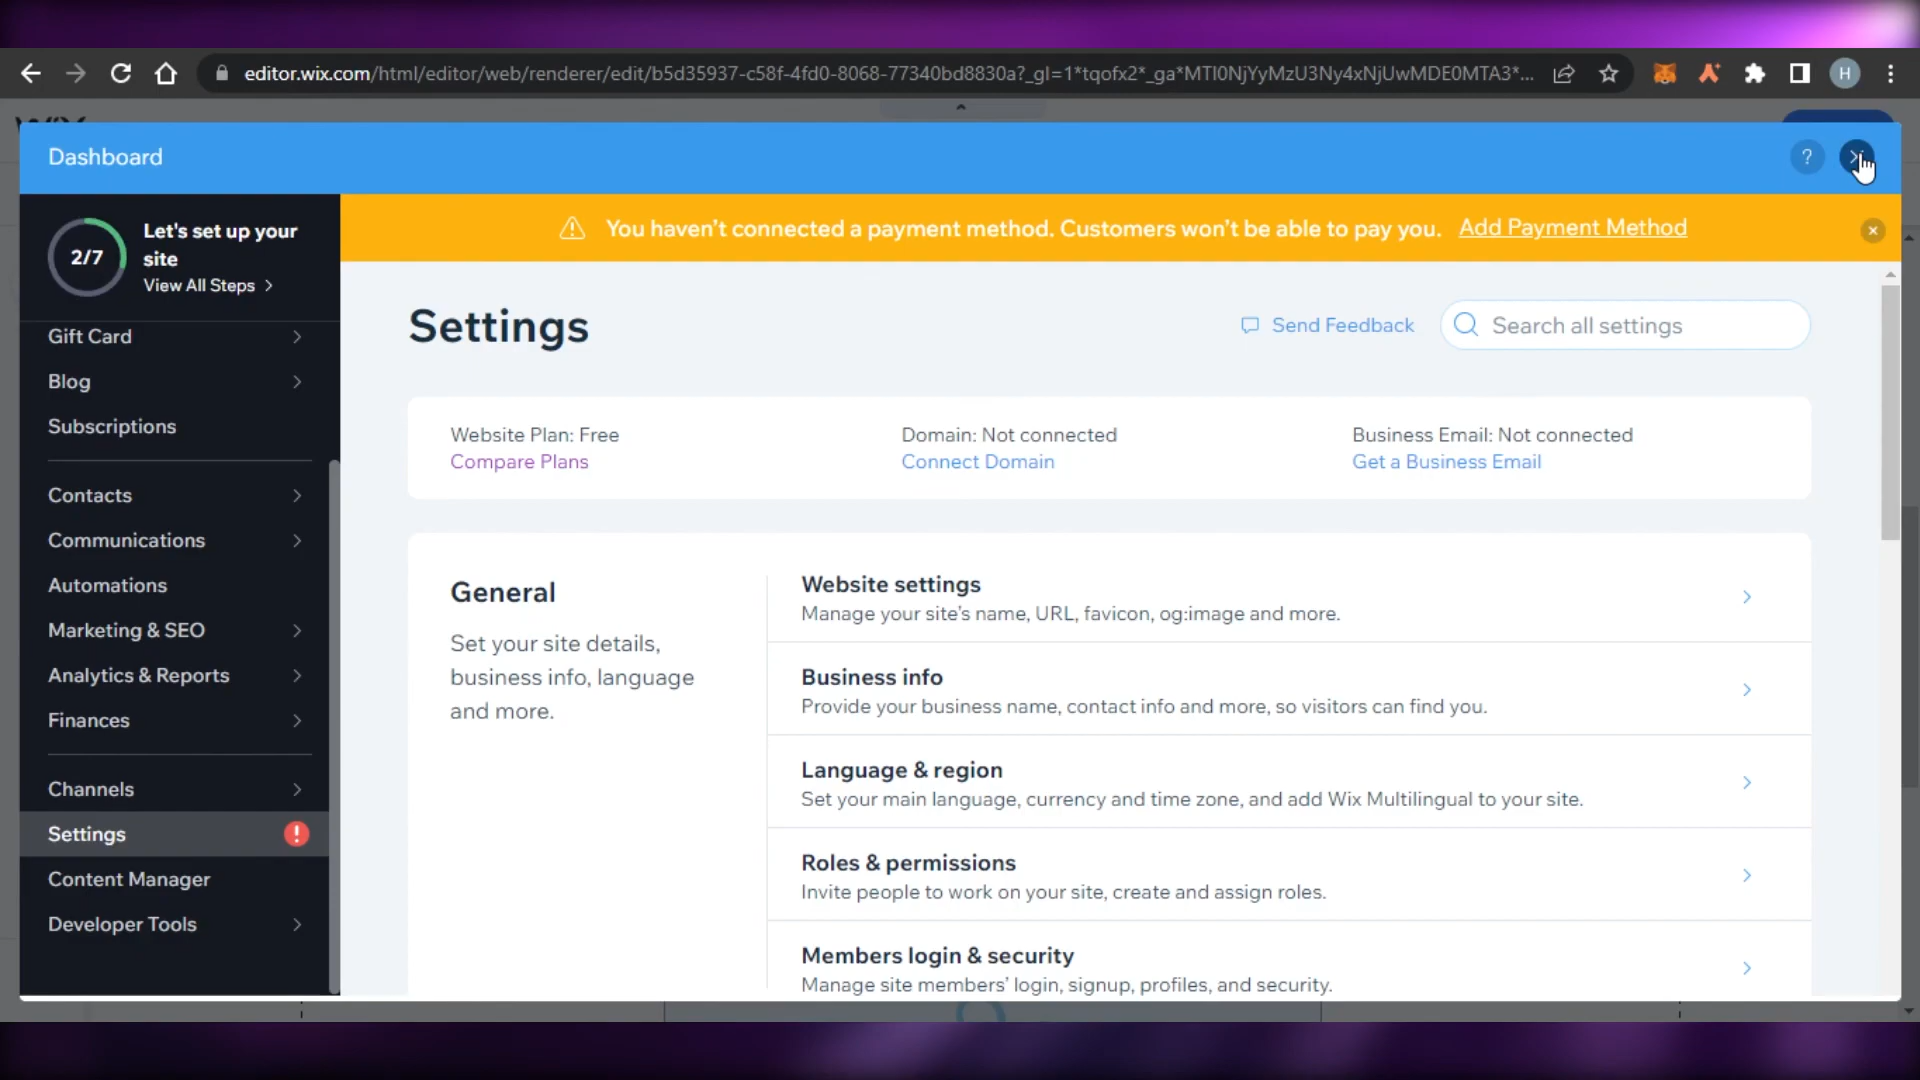 editor.wix.com/html/editor/web/renderer/edit/b5d35937-c58f-4fd0-8068-77340bd8830a?_gl=1*tqofx2*_ga*MTI0NjYyMzU3Ny4xNjUwMDE0MTA3*...
H
Dashboard
?
2/7
Let's set up your
site
View All Steps
You haven't connected a payment method. Customers won't be able to pay you. Add Payment Method
Gift Card
Blog
Subscriptions
Contacts
Communications
Automations
Marketing & SEO
Analytics & Reports
Finances
Channels
Settings
Content Manager
Developer Tools
Settings
Send Feedback
Search all settings
Website Plan: Free
Compare Plans
Domain: Not connected
Connect Domain
Business Email: Not connected
Get a Business Email
General
Set your site details,
business info, language
and more.
Website settings
Manage your site's name, URL, favicon, og:image and more.
Business info
Provide your business name, contact info and more, so visitors can find you.
Language & region
Set your main language, currency and time zone, and add Wix Multilingual to your site.
Roles & permissions
Invite people to work on your site, create and assign roles.
Members login & security
Manage site members' login, signup, profiles, and security.